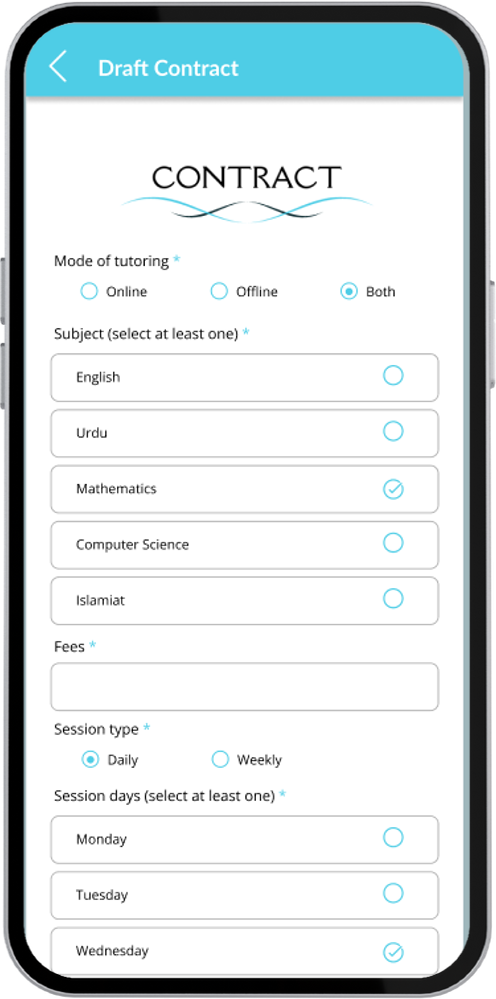 Draft Contract
CONTRACT
Mode of tutoring *
Online Offline Both
Subject (select at least one) *
English
Urdu
Mathematics
Computer Science
Islamiat
Fees *
Session type *
Daily Weekly
Session days (select at least one) *
Monday
Tuesday
Wednesday